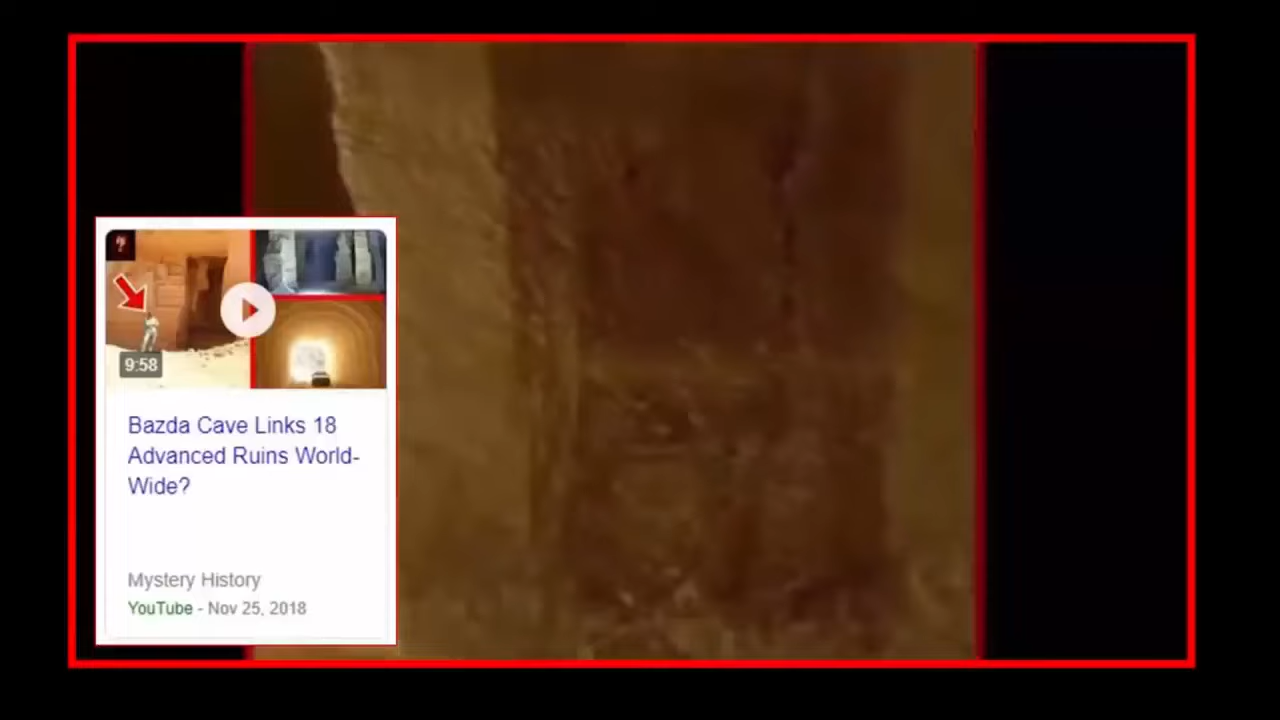 9:58
Bazda Cave Links 18
Advanced Ruins World-
Wide?
Mystery History
YouTube - Nov 25, 2018